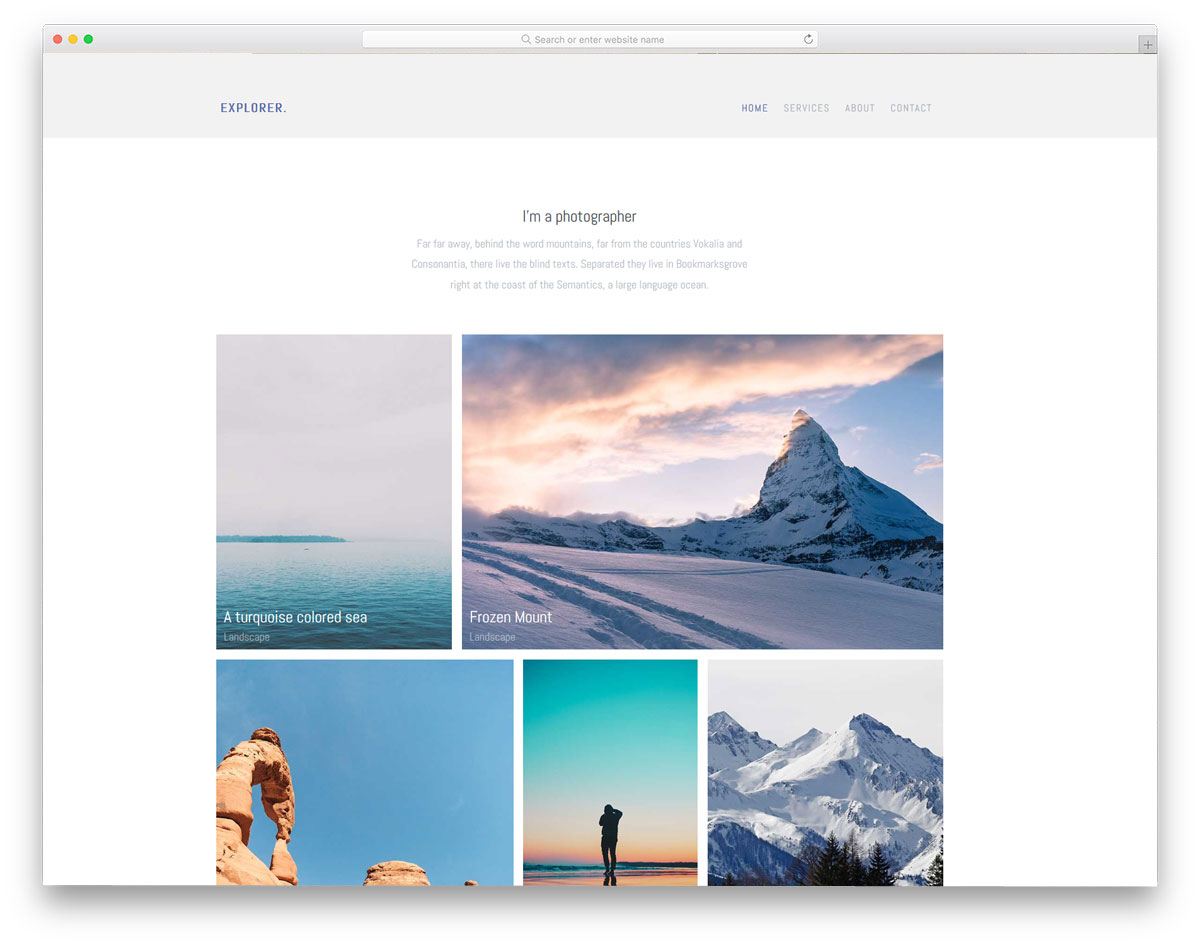 Search or enter website name
EXPLORER.
HOME SERVICES ABOUT CONTACT
I'm a photographer
Far far away, behind the word mountains, far from the countries Vokalia and
Consonantia, there live the blind texts. Separated they live in Bookmarksgrove
right at the coast of the Semantics, a large language ocean.
A turquoise colored sea
Landscape
Frozen Mount
Landscape